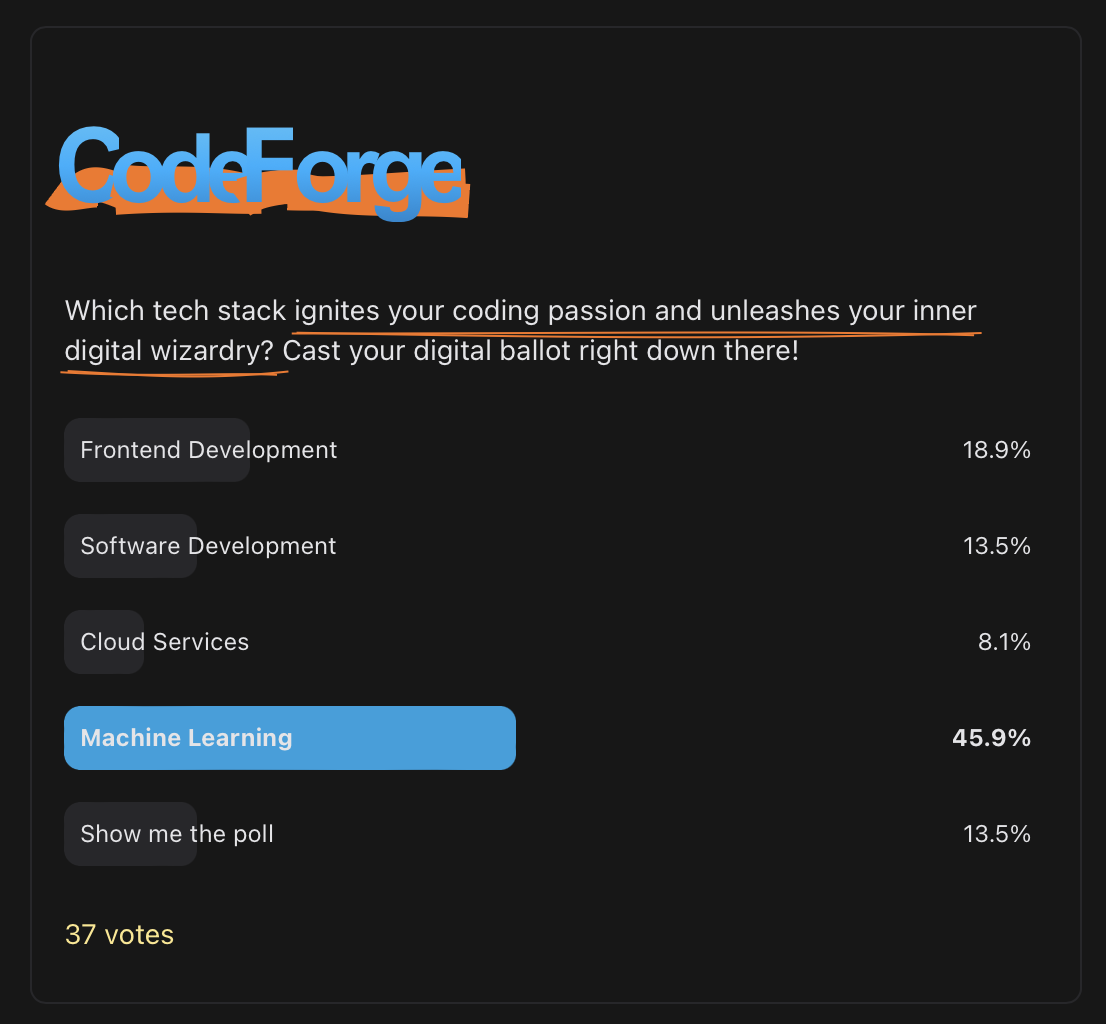 CodeForge
Which tech stack ignites your coding passion and unleashes your inner
digital wizardry? Cast your digital ballot right down there!
Frontend Development 18.9%
Software Development 13.5%
Cloud Services 8.1%
Machine Learning 45.9%
Show me the poll 13.5%
37 votes